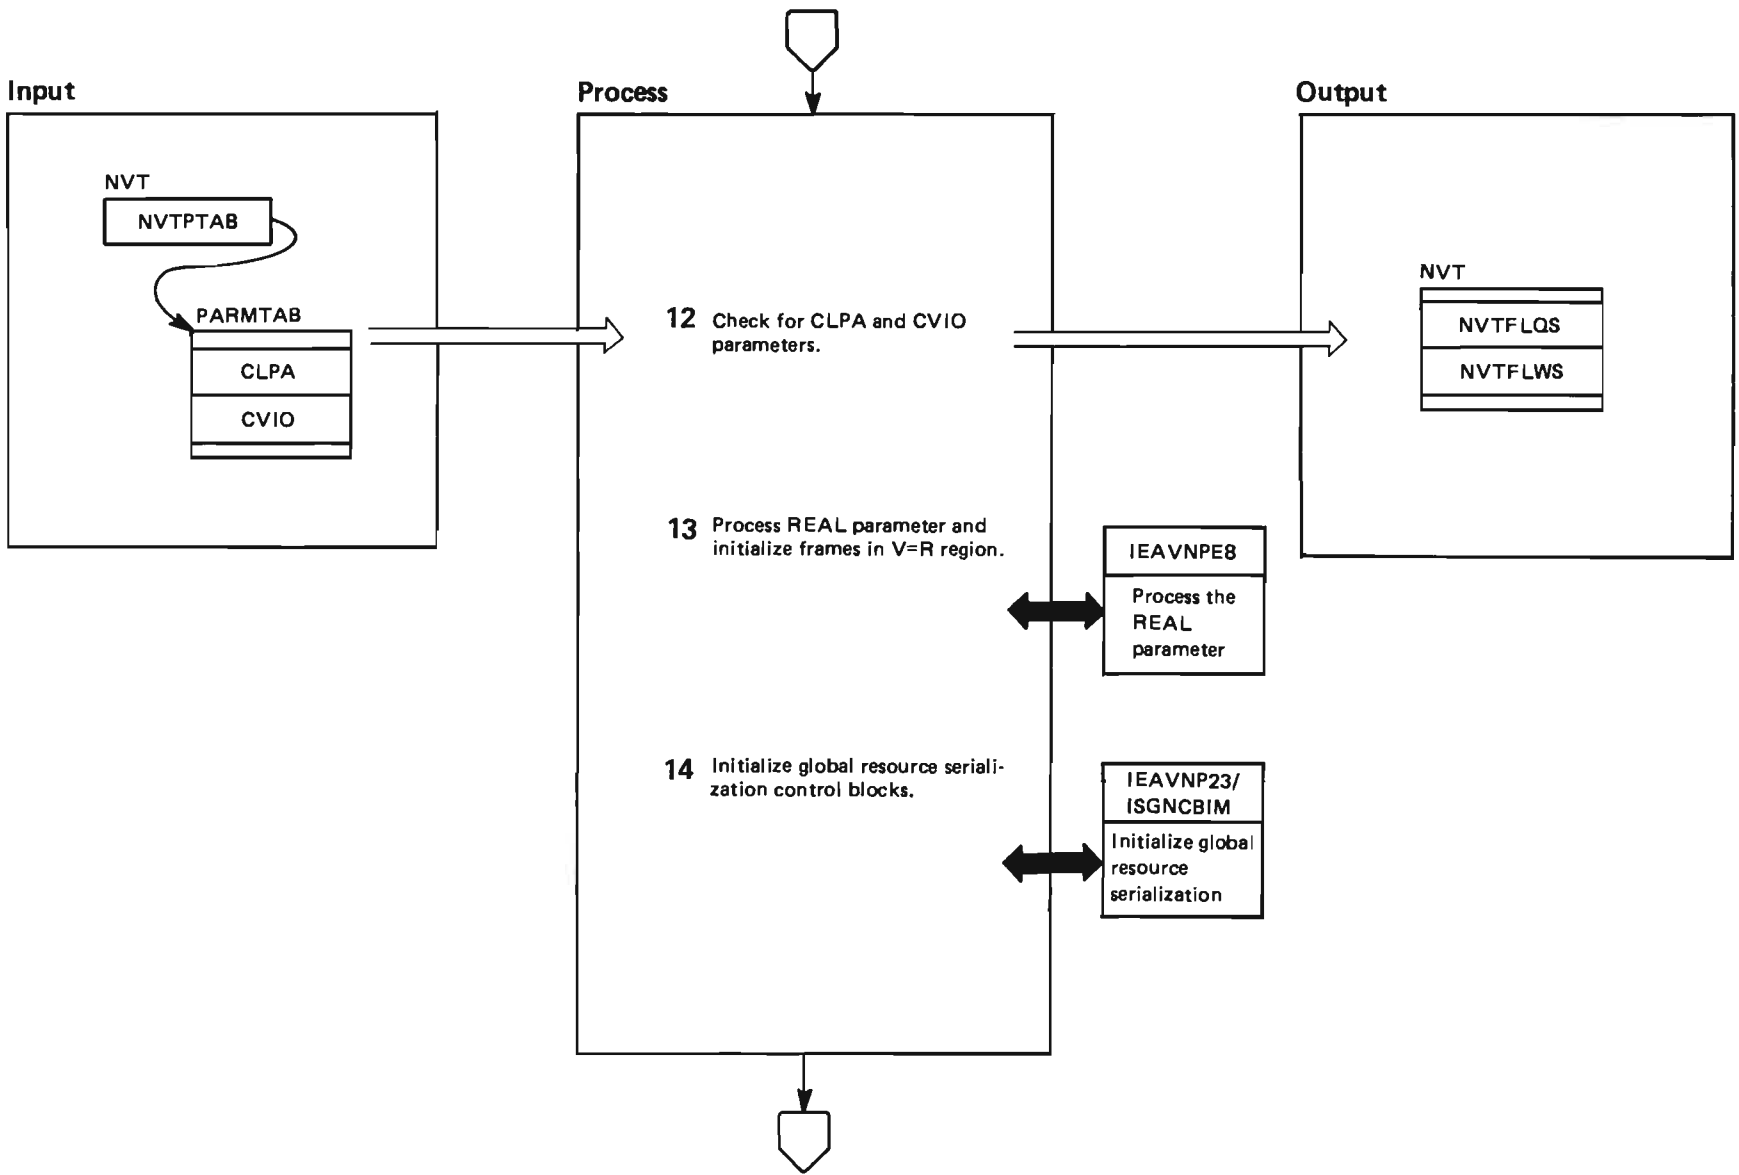 Input
Process
Output
NVT
NVTPTAB
PARMTAB
CLPA
CVIO
12 Check for CLPA and CVIO
parameters.
NVT
NVTFLQS
NVTFLWS
13 Process REAL parameter and
initialize frames in V=R region.
IEAVNPE8
Process the
REAL
parameter
14 Initialize global resource seriali-
zation control blocks.
IEAVNP23/
ISGNCBIM
Initialize global
resource
serialization